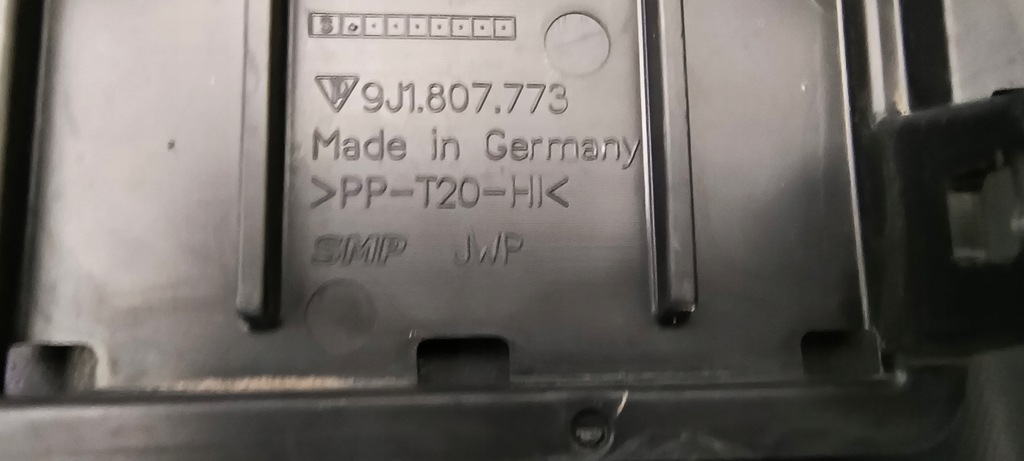 9J1.807.773
Made in Germany
>PP-T20-HI<
SMP JWP